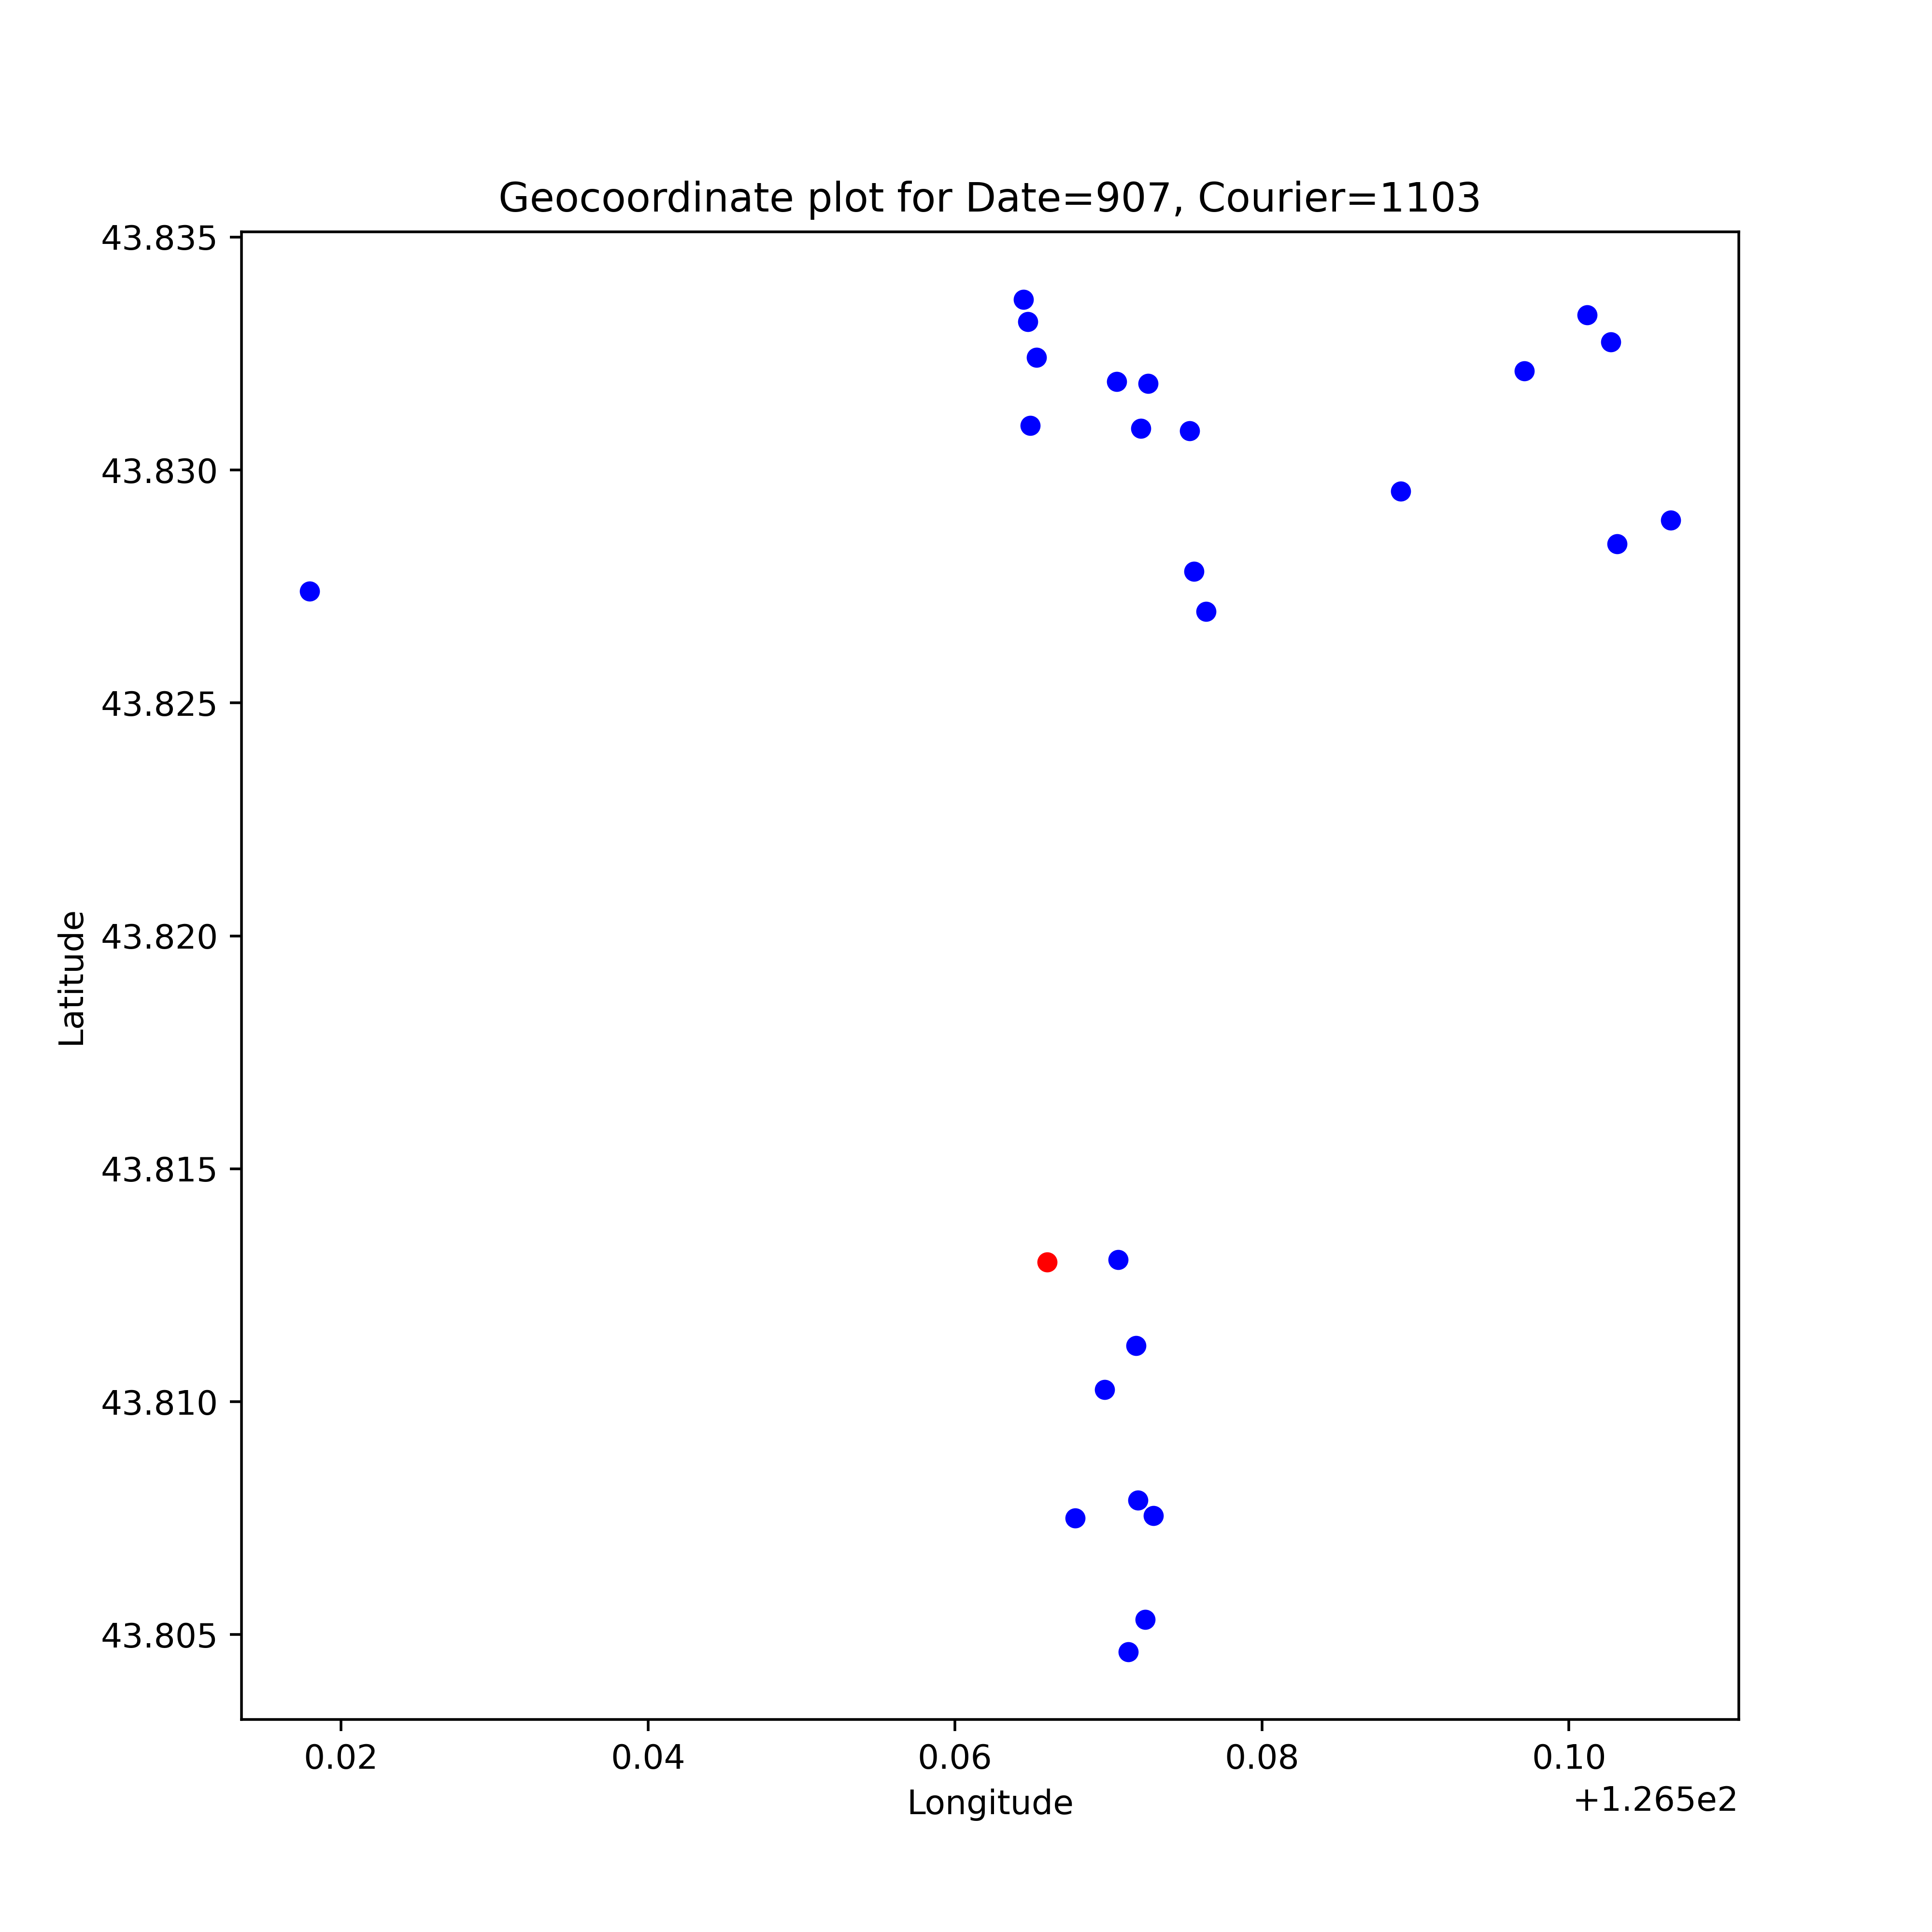 Geocoordinate plot for Date=907, Courier=1103
43.835
43.830
43.825
43.820
43.815
43.810
43.805
Latitude
0.02 0.04 0.06 0.08 0.10
Longitude
+1.265e2